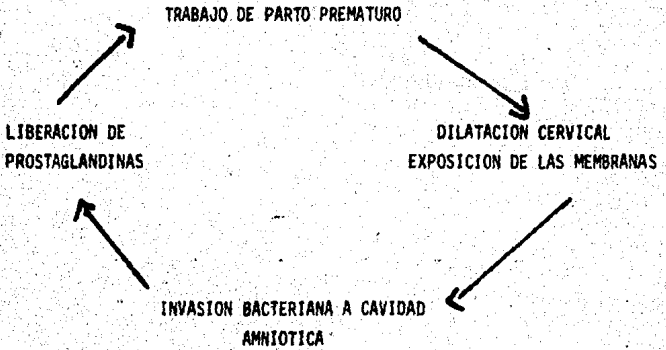 TRABAJO DE PARTO PREMATURO
LIBERACION DE
PROSTAGLANDINAS
DILATACION CERVICAL
EXPOSICION DE LAS MEMBRANAS
INVASION BACTERIANA A CAVIDAD
AMNIOTICA